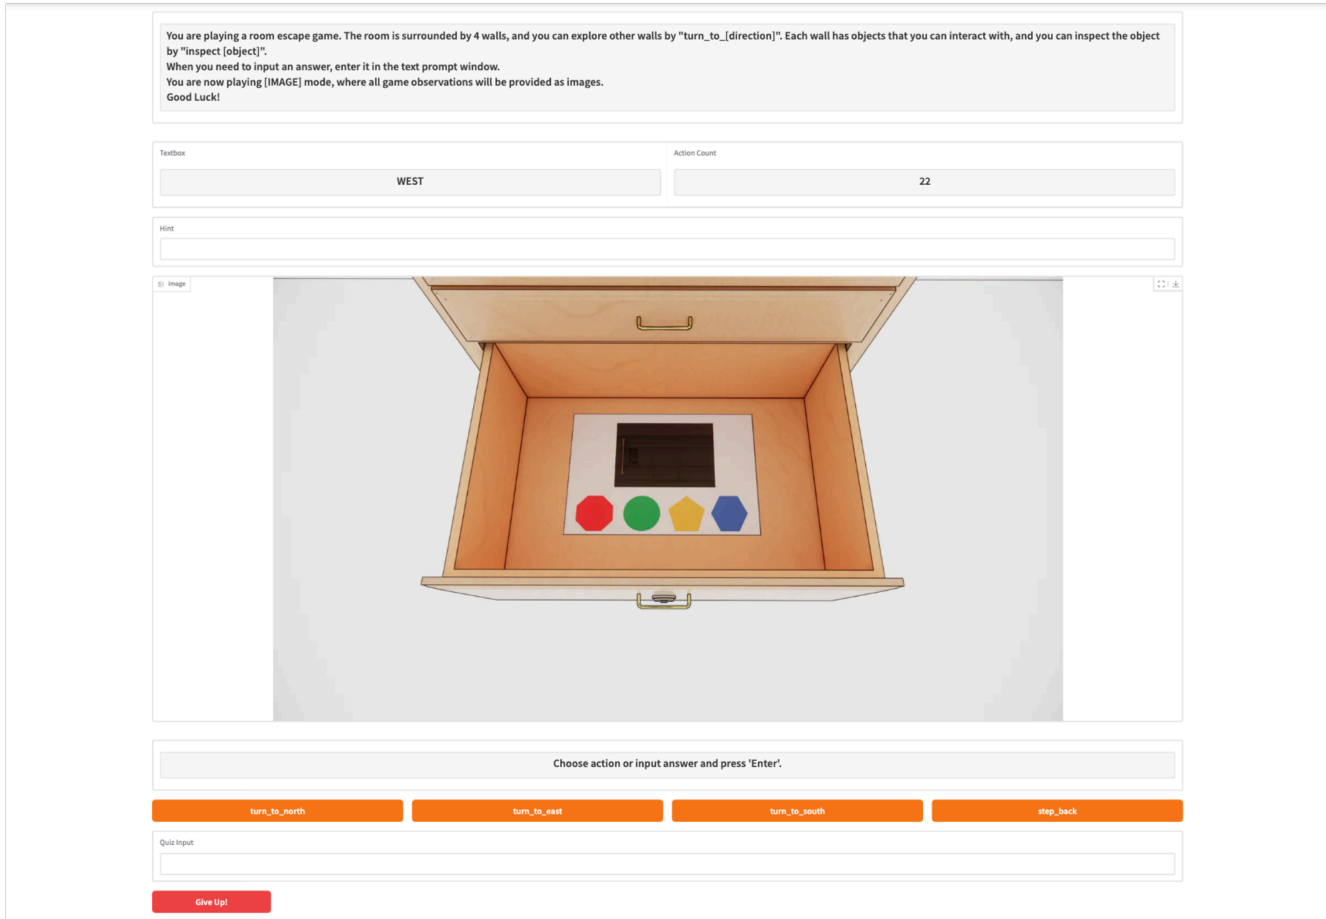 You are playing a room escape game. The room is surrounded by 4 walls, and you can explore other walls by "turn_to_[direction]". Each wall has objects that you can interact with, and you can inspect the object
by "inspect [object]".
When you need to input an answer, enter it in the text prompt window.
You are now playing [IMAGE] mode, where all game observations will be provided as images.
Good Luck!
Textbox
Action Count
WEST
22
Hint
Image
Choose action or input answer and press 'Enter'.
turn_to_north
turn_to_east
turn_to_south
step_back
Quiz Input
Give Up!